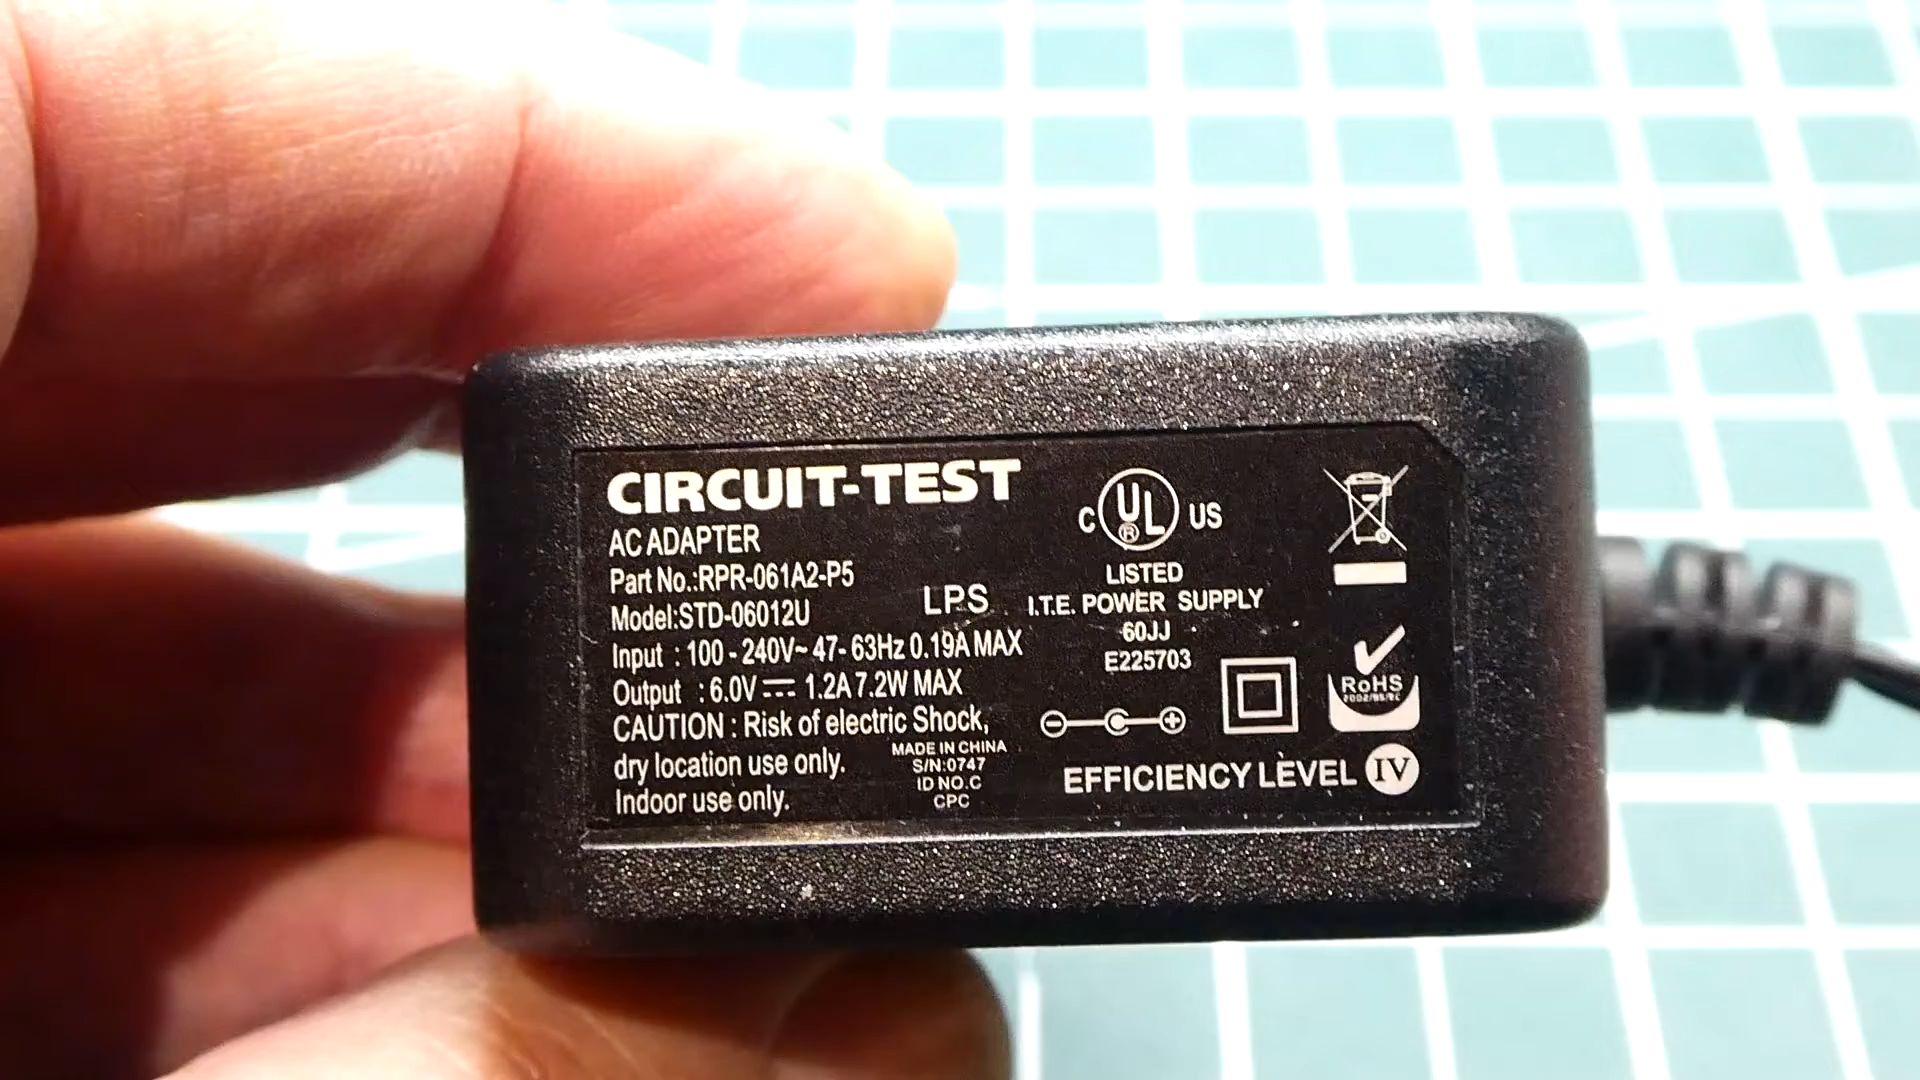 CIRCUIT-TEST
AC ADAPTER
Part No.:RPR-061A2-P5
Model:STD-06012U
Input : 100 - 240V~ 47- 63Hz 0.19A MAX
Output : 6.0V⎓ 1.2A 7.2W MAX
CAUTION : Risk of electric Shock,
dry location use only.
Indoor use only.
MADE IN CHINA
S/N:0747
ID NO.C
CPC
LPS
C UL® US
LISTED
I.T.E. POWER SUPPLY
60JJ
E225703
RoHS
2002/95/EC
EFFICIENCY LEVEL IV